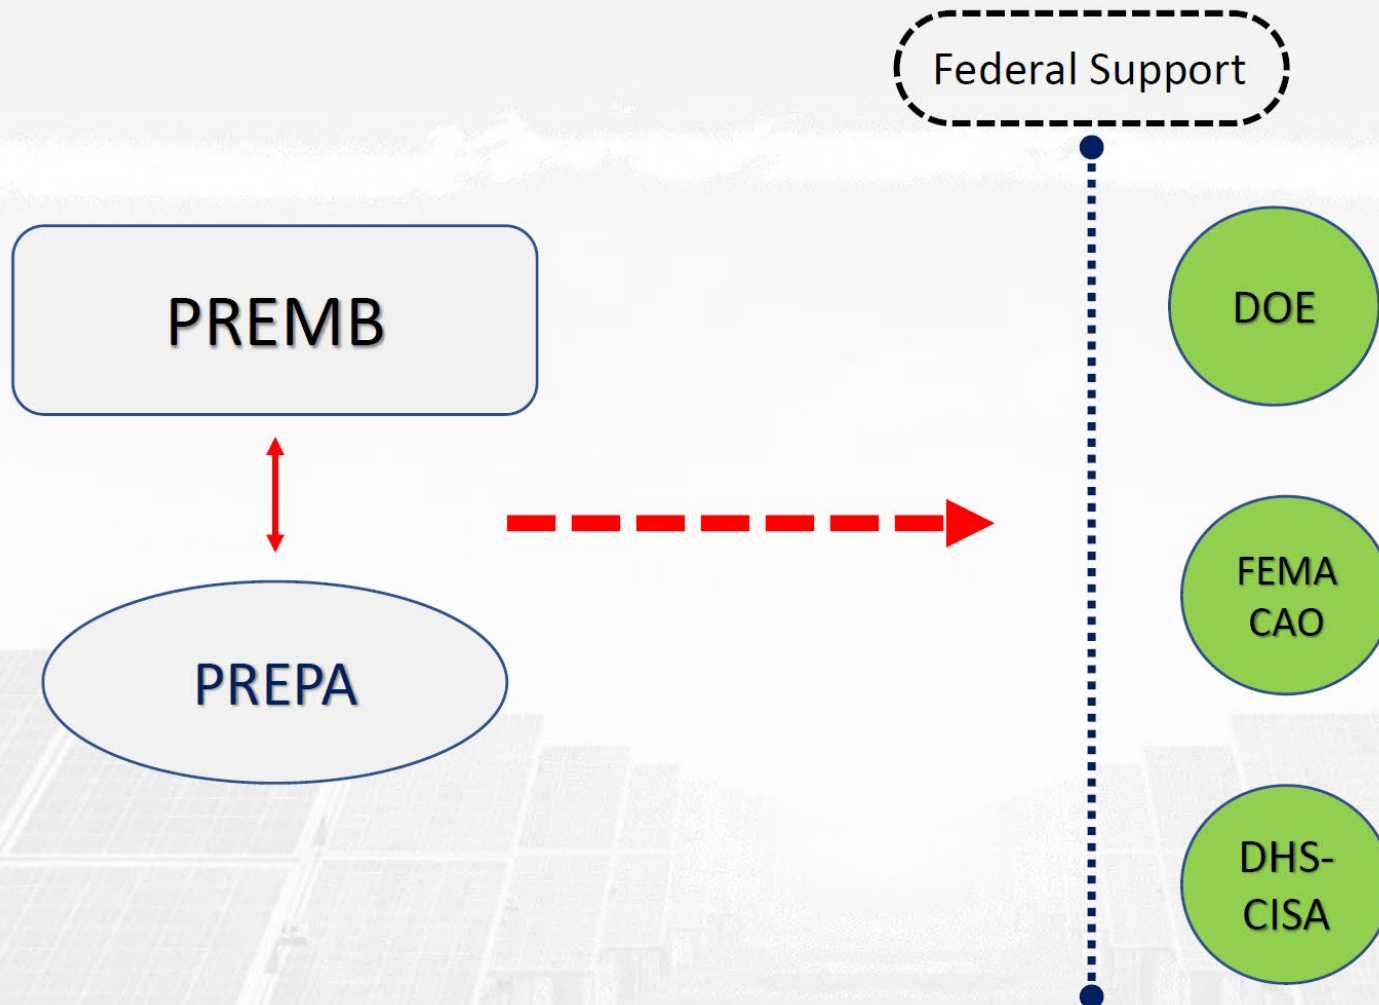 Federal Support
PREMB
DOE
FEMA
CAO
PREPA
DHS-
CISA